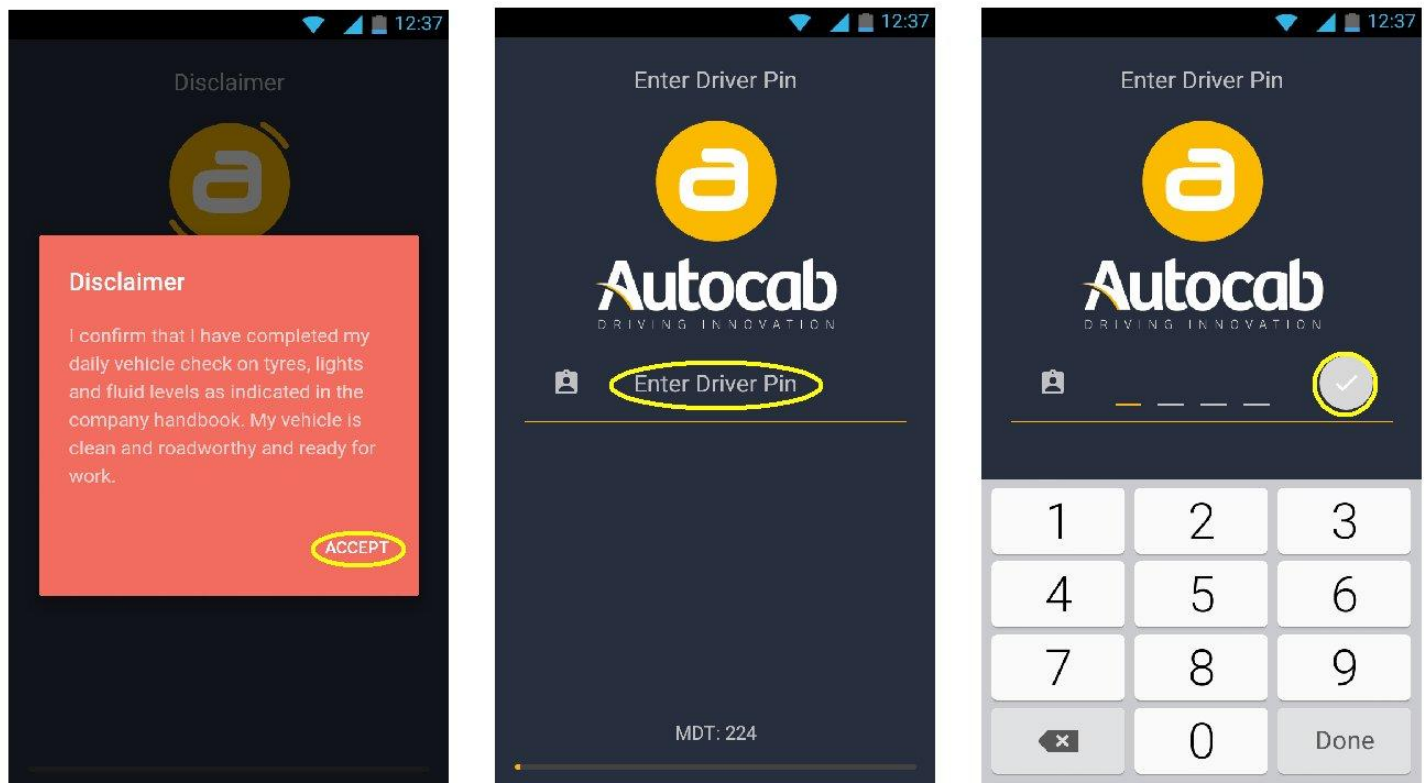 12:37
Disclaimer
a
Disclaimer
I confirm that I have completed my
daily vehicle check on tyres, lights
and fluid levels as indicated in the
company handbook. My vehicle is
clean and roadworthy and ready for
work.
ACCEPT
12:37
Enter Driver Pin
a
Autocab
DRIVING INNOVATION
Enter Driver Pin
MDT: 224
12:37
Enter Driver Pin
a
Autocab
DRIVING INNOVATION
1 2 3
4 5 6
7 8 9
0 Done